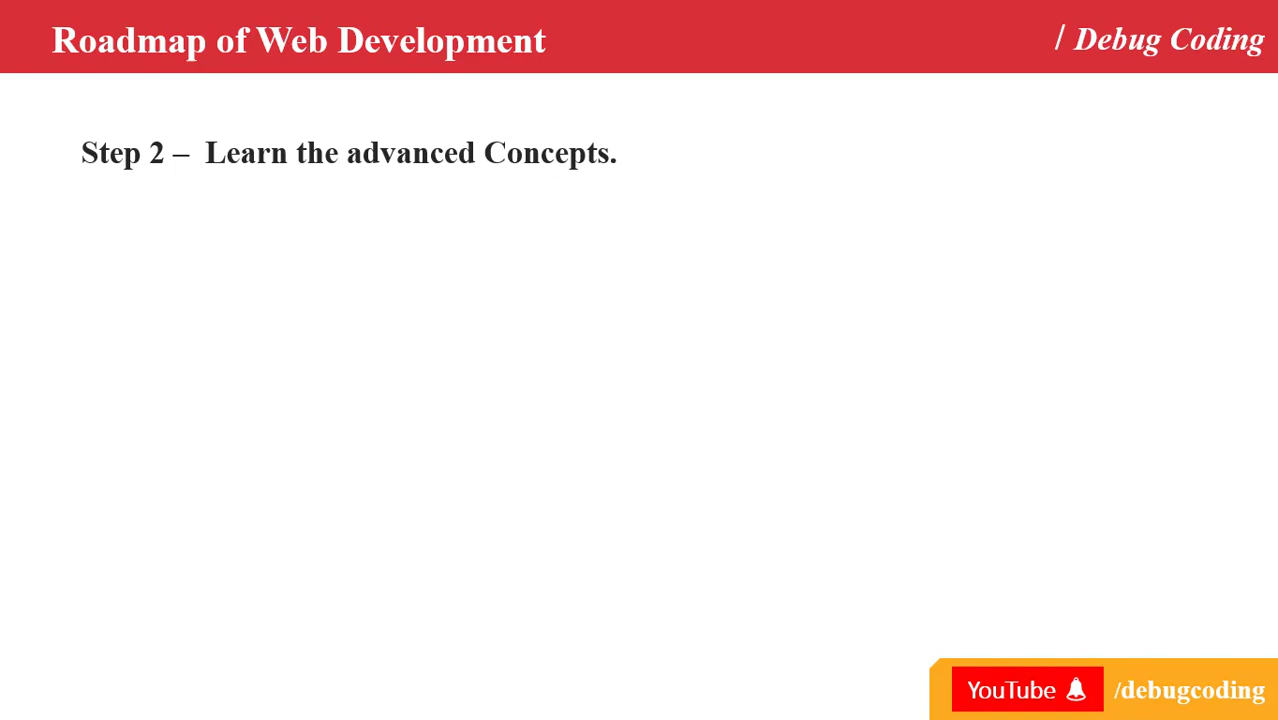 Roadmap of Web Development
/ Debug Coding
Step 2 – Learn the advanced Concepts.
YouTube /debugcoding